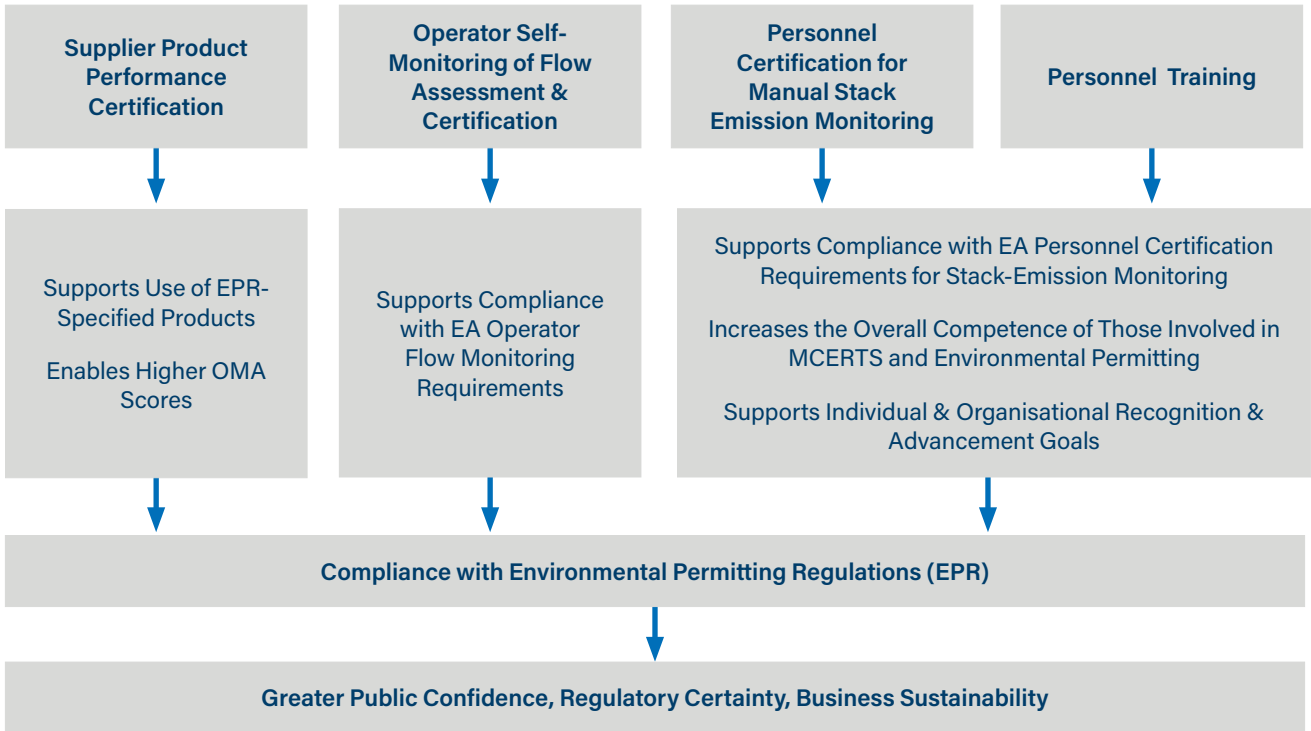 Supplier Product
Performance
Certification
Operator Self-
Monitoring of Flow
Assessment &
Certification
Personnel
Certification for
Manual Stack
Emission Monitoring
Personnel Training
Supports Use of EPR-
Specified Products
Enables Higher OMA
Scores
Supports Compliance
with EA Operator
Flow Monitoring
Requirements
Supports Compliance with EA Personnel Certification
Requirements for Stack-Emission Monitoring
Increases the Overall Competence of Those Involved in
MCERTS and Environmental Permitting
Supports Individual & Organisational Recognition &
Advancement Goals
Compliance with Environmental Permitting Regulations (EPR)
Greater Public Confidence, Regulatory Certainty, Business Sustainability